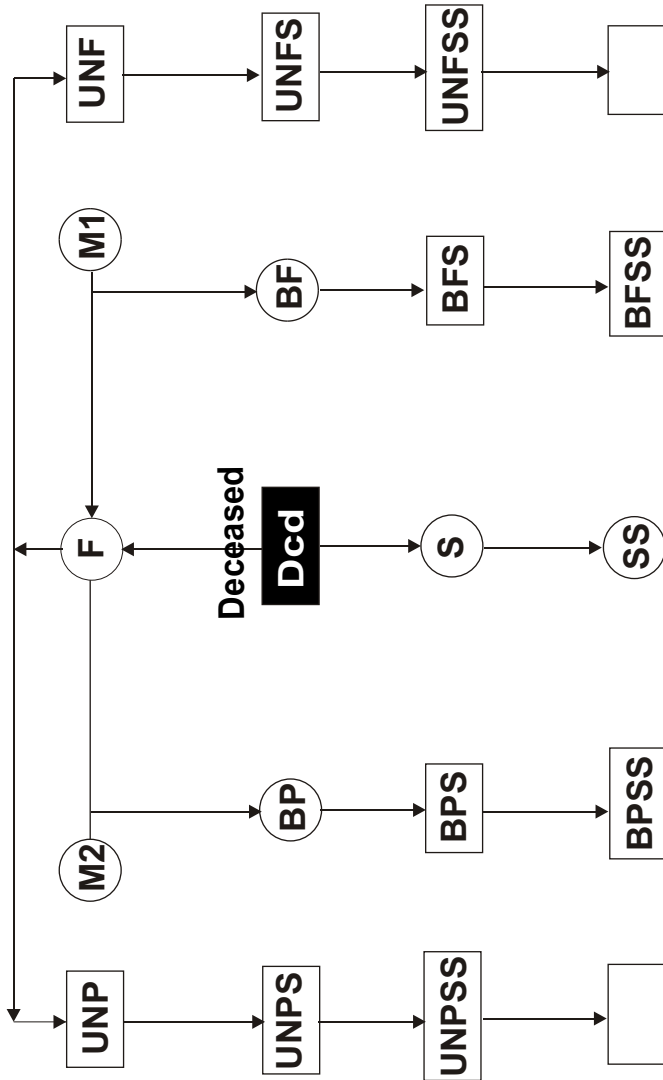 UNP
M2
F
M1
UNF
Deceased
UNPS
BP
Dcd
BF
UNFS
UNPSS
BPS
S
BFS
UNFSS
BPSS
SS
BFSS